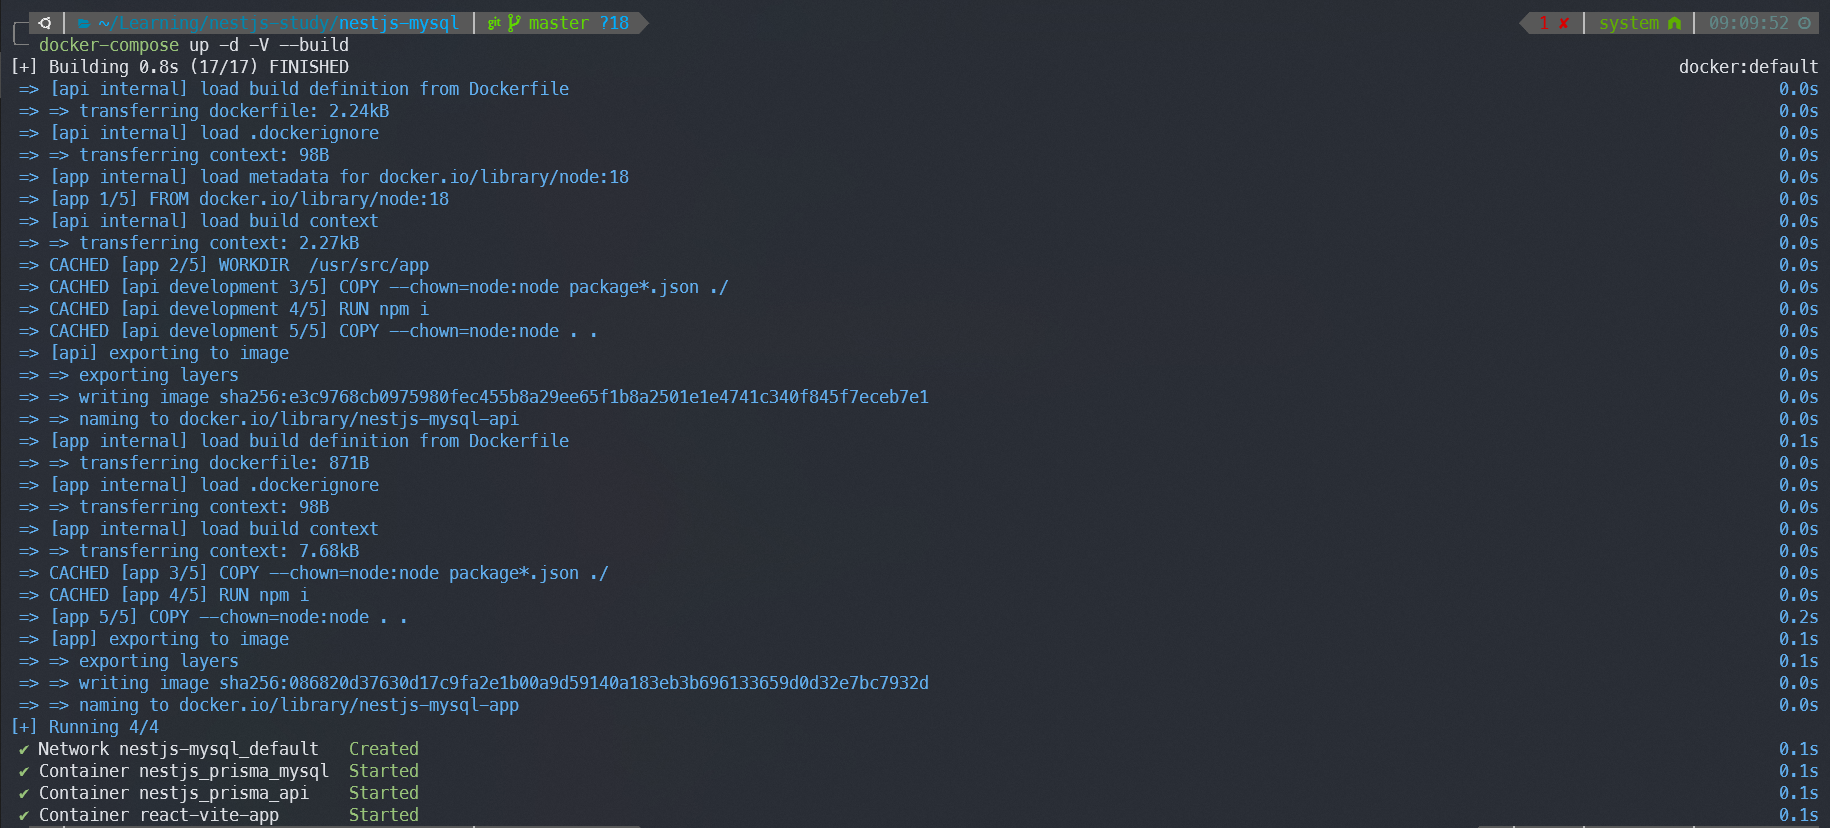 ~/Learning/nestjs-study/nestjs-mysql git master ?18 1 ✘ system 09:09:52
docker-compose up -d -V --build
[+] Building 0.8s (17/17) FINISHED docker:default
=> [api internal] load build definition from Dockerfile 0.0s
=> => transferring dockerfile: 2.24kB 0.0s
=> [api internal] load .dockerignore 0.0s
=> => transferring context: 98B 0.0s
=> [app internal] load metadata for docker.io/library/node:18 0.0s
=> [app 1/5] FROM docker.io/library/node:18 0.0s
=> [api internal] load build context 0.0s
=> => transferring context: 2.27kB 0.0s
=> CACHED [app 2/5] WORKDIR /usr/src/app 0.0s
=> CACHED [api development 3/5] COPY --chown=node:node package*.json ./ 0.0s
=> CACHED [api development 4/5] RUN npm i 0.0s
=> CACHED [api development 5/5] COPY --chown=node:node . . 0.0s
=> [api] exporting to image 0.0s
=> => exporting layers 0.0s
=> => writing image sha256:e3c9768cb0975980fec455b8a29ee65f1b8a2501e1e4741c340f845f7eceb7e1 0.0s
=> => naming to docker.io/library/nestjs-mysql-api 0.0s
=> [app internal] load build definition from Dockerfile 0.1s
=> => transferring dockerfile: 871B 0.0s
=> [app internal] load .dockerignore 0.0s
=> => transferring context: 98B 0.0s
=> [app internal] load build context 0.0s
=> => transferring context: 7.68kB 0.0s
=> CACHED [app 3/5] COPY --chown=node:node package*.json ./ 0.0s
=> CACHED [app 4/5] RUN npm i 0.0s
=> [app 5/5] COPY --chown=node:node . . 0.2s
=> [app] exporting to image 0.1s
=> => exporting layers 0.1s
=> => writing image sha256:086820d37630d17c9fa2e1b00a9d59140a183eb3b696133659d0d32e7bc7932d 0.0s
=> => naming to docker.io/library/nestjs-mysql-app 0.0s
[+] Running 4/4
✔ Network nestjs-mysql_default Created 0.1s
✔ Container nestjs_prisma_mysql Started 0.1s
✔ Container nestjs_prisma_api Started 0.1s
✔ Container react-vite-app Started 0.1s